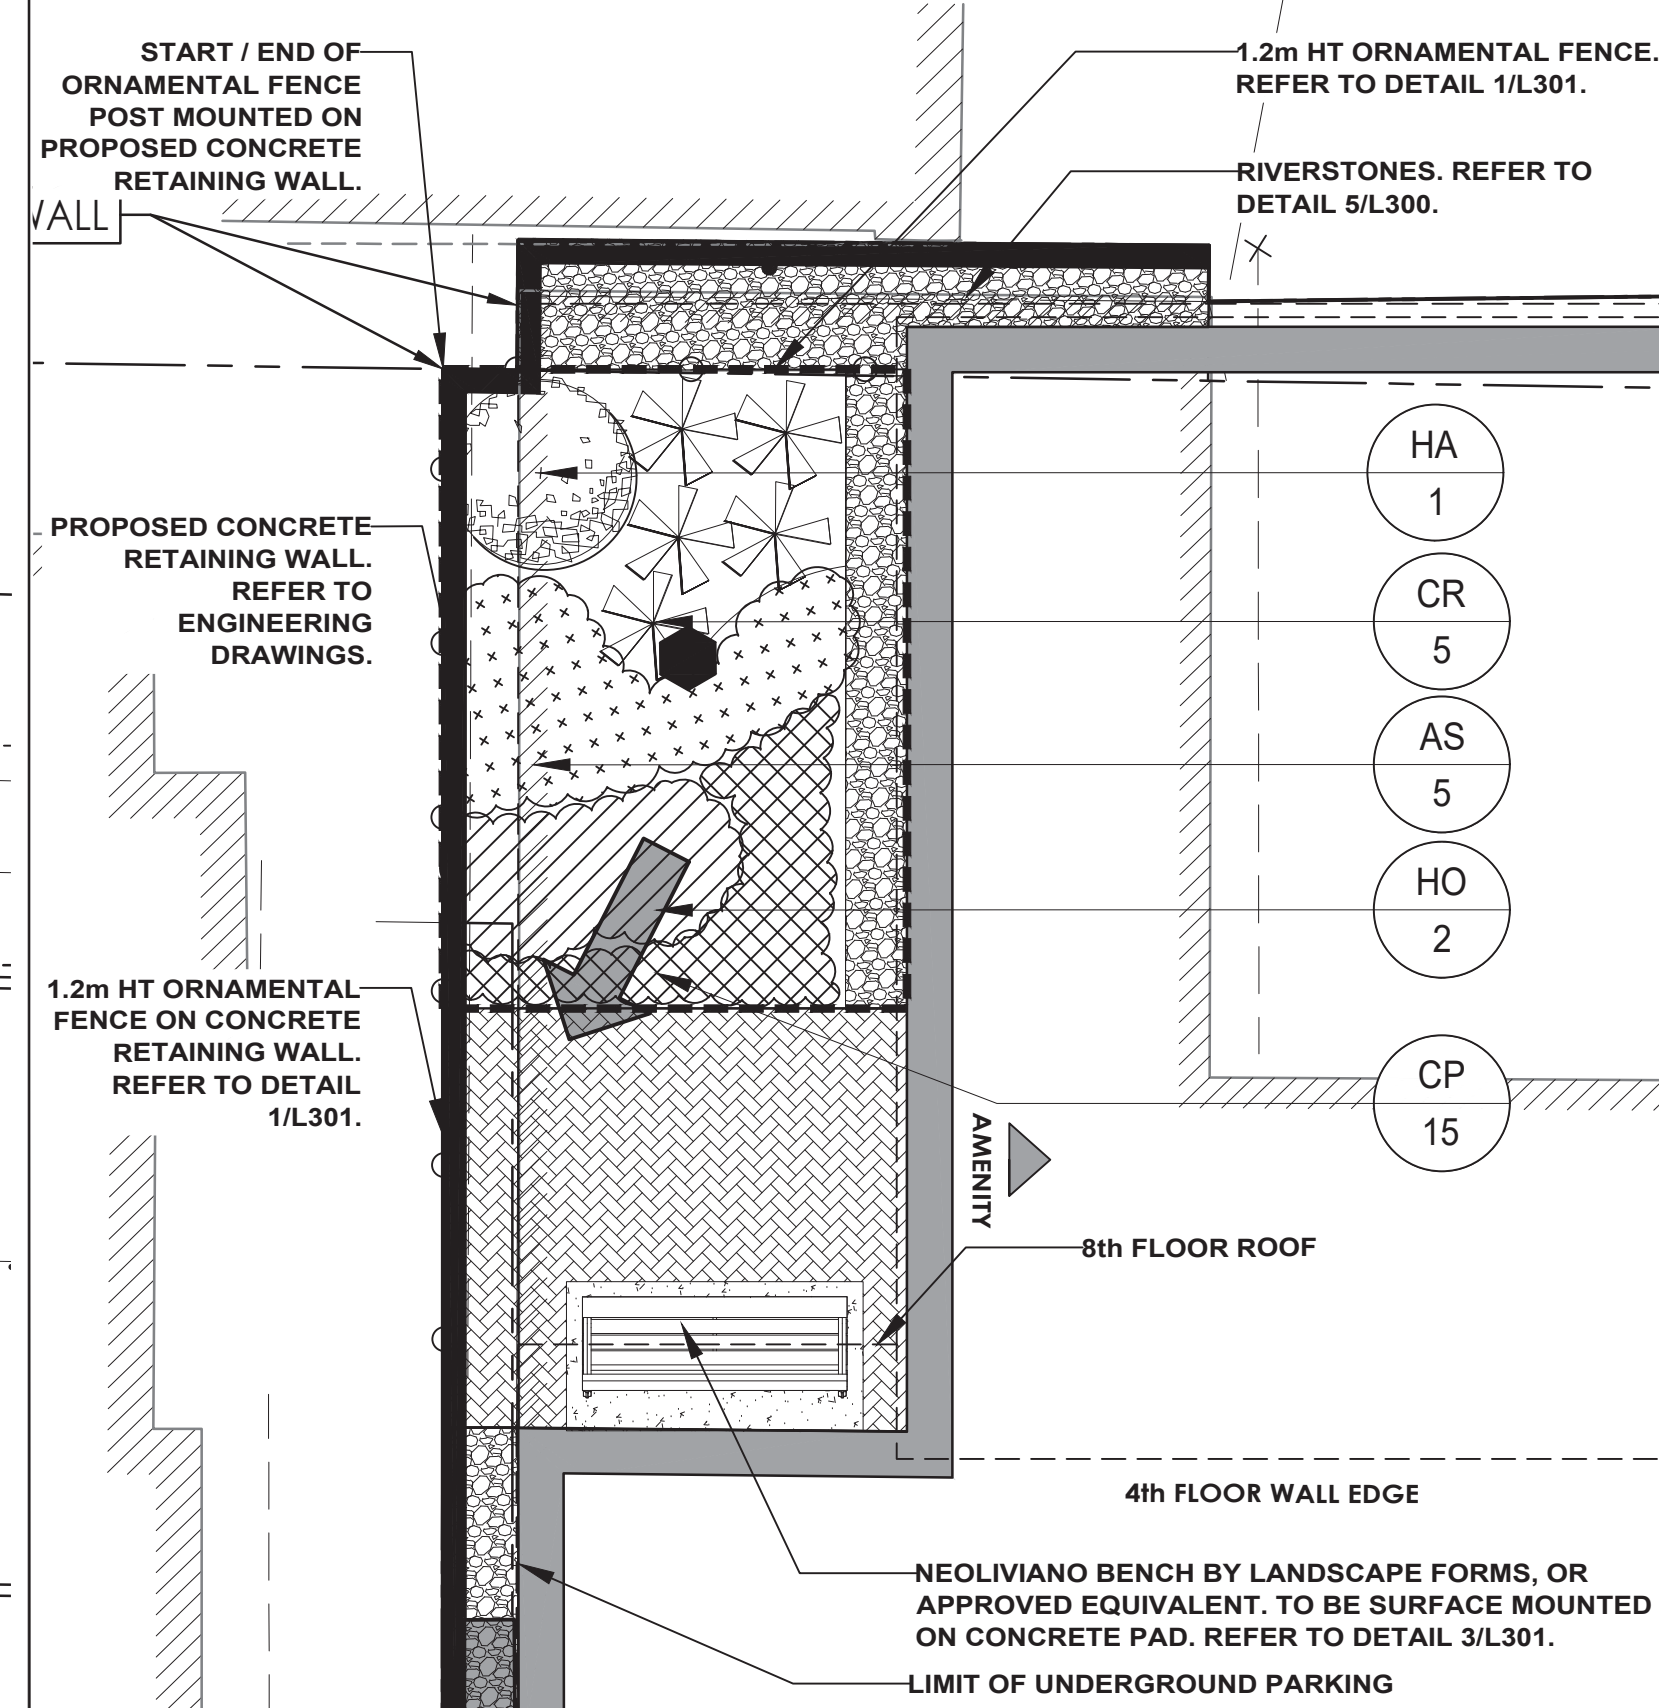 START / END OF
ORNAMENTAL FENCE
POST MOUNTED ON
PROPOSED CONCRETE
RETAINING WALL.
WALL
1.2m HT ORNAMENTAL FENCE.
REFER TO DETAIL 1/L301.
RIVERSTONES. REFER TO
DETAIL 5/L300.
HA
1
PROPOSED CONCRETE
RETAINING WALL.
REFER TO
ENGINEERING
DRAWINGS.
CR
5
AS
5
HO
2
1.2m HT ORNAMENTAL
FENCE ON CONCRETE
RETAINING WALL.
REFER TO DETAIL
1/L301.
CP
15
AMENITY
8th FLOOR ROOF
4th FLOOR WALL EDGE
NEOLIVIANO BENCH BY LANDSCAPE FORMS, OR
APPROVED EQUIVALENT. TO BE SURFACE MOUNTED
ON CONCRETE PAD. REFER TO DETAIL 3/L301.
LIMIT OF UNDERGROUND PARKING